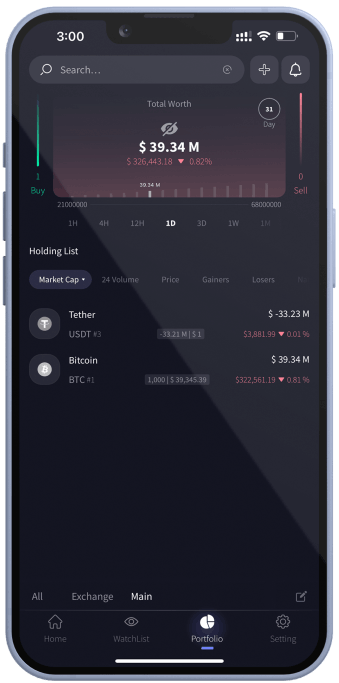 3:00
Search...
31
Day
Total Worth
$ 39.34 M
$ 326,443.18 ▼ 0.82%
39.34 M
1
Buy
0
Sell
21000000 68000000
1H 4H 12H 1D 3D 1W 1M
Holding List
Market Cap • 24 Volume Price Gainers Losers
Tether $ -33.23 M
USDT #3 -33.21 M | $ 1 $3,881.99 ▼ 0.01 %
Bitcoin $ 39.34 M
BTC #1 1,000 | $ 39,345.39 $322,561.19 ▼ 0.81 %
All Exchange Main
Home WatchList Portfolio Setting